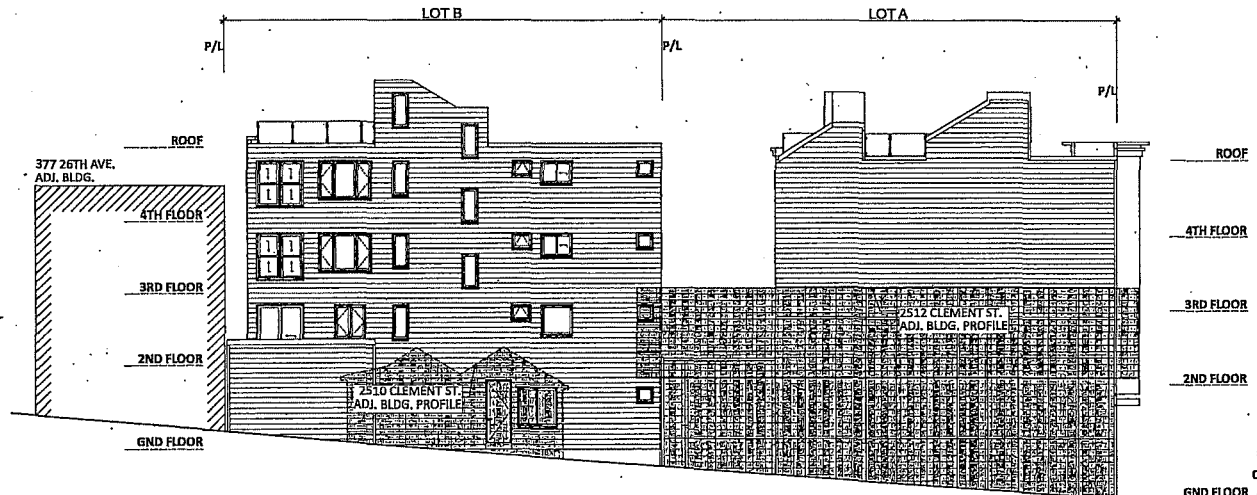 LOT B
LOT A
P/L
P/L
P/L
ROOF
377 26TH AVE.
ADJ. BLDG.
4TH FLOOR
3RD FLOOR
2ND FLOOR
GND FLOOR
2510 CLEMENT ST.
ADJ. BLDG, PROFILE
2512 CLEMENT ST.
ADJ. BLDG, PROFILE
ROOF
4TH FLOOR
3RD FLOOR
2ND FLOOR
GND FLOOR